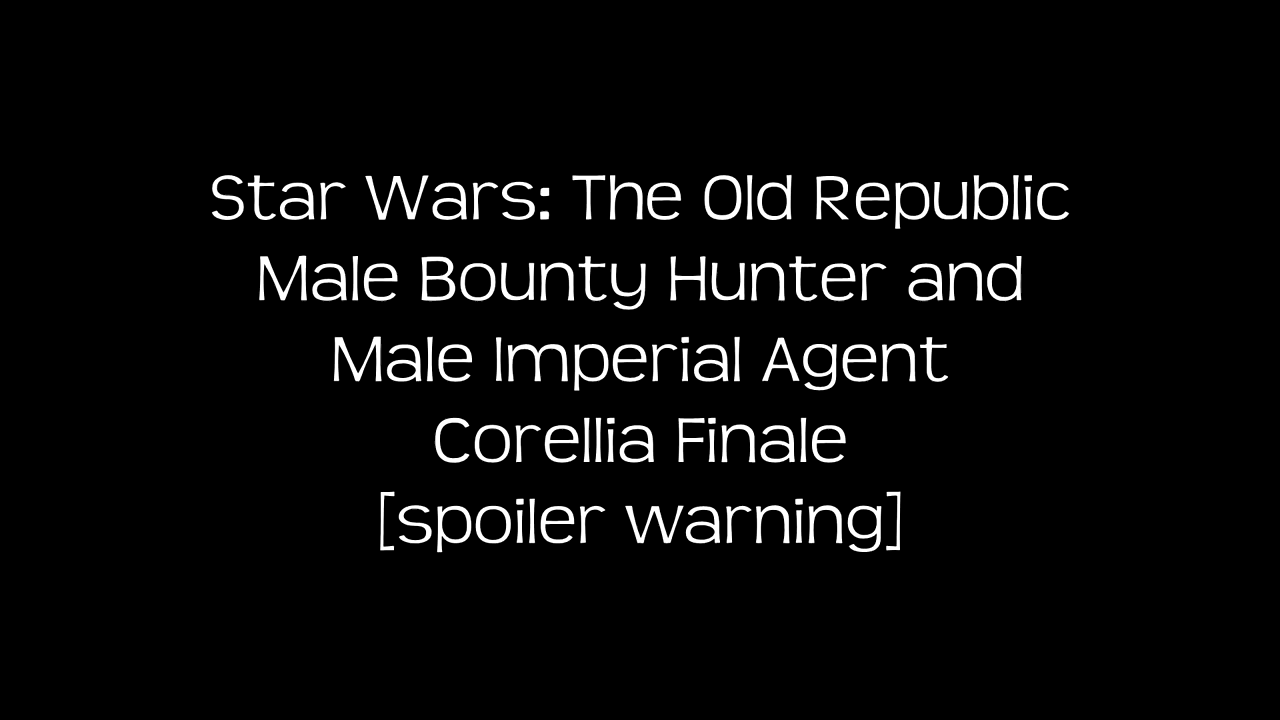 Star Wars: The Old Republic
Male Bounty Hunter and
Male Imperial Agent
Corellia Finale
[spoiler warning]